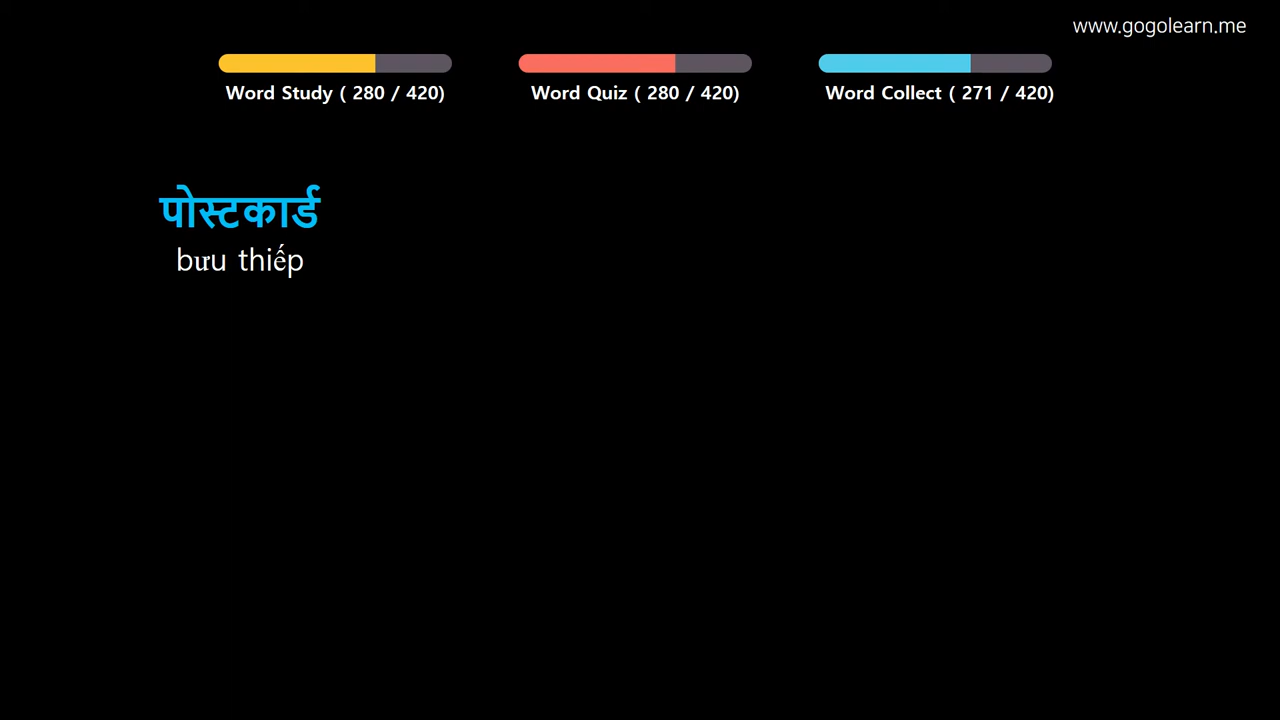 www.gogolearn.me
Word Study ( 280 / 420)
Word Quiz ( 280 / 420)
Word Collect ( 271 / 420)
पोस्टकार्ड
bưu thiếp